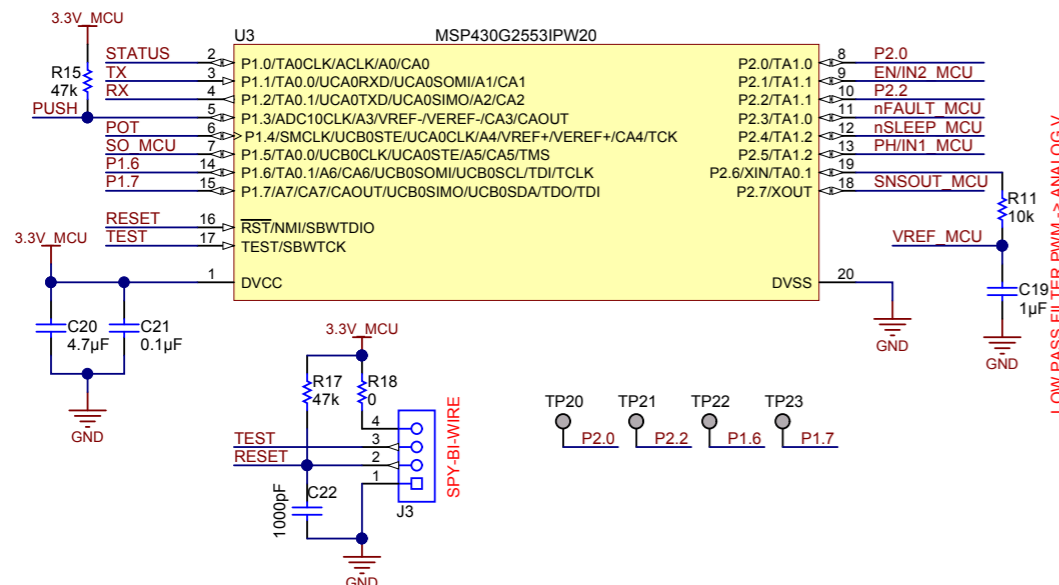 3.3V_MCU
U3
MSP430G2553IPW20
STATUS 2 P1.0/TA0CLK/ACLK/A0/CA0 P2.0/TA1.0 8 P2.0
R15
47k
TX 3 P1.1/TA0.0/UCA0RXD/UCA0SOMI/A1/CA1 P2.1/TA1.1 9 EN/IN2_MCU
RX 4 P1.2/TA0.1/UCA0TXD/UCA0SIMO/A2/CA2 P2.2/TA1.1 10 P2.2
PUSH 5 P1.3/ADC10CLK/A3/VREF-/VEREF-/CA3/CAOUT P2.3/TA1.0 11 nFAULT_MCU
POT 6 P1.4/SMCLK/UCB0STE/UCA0CLK/A4/VREF+/VEREF+/CA4/TCK P2.4/TA1.2 12 nSLEEP_MCU
SO_MCU 7 P1.5/TA0.0/UCB0CLK/UCA0STE/A5/CA5/TMS P2.5/TA1.2 13 PH/IN1_MCU
P1.6 14 P1.6/TA0.1/A6/CA6/UCB0SOMI/UCB0SCL/TDI/TCLK P2.6/XIN/TA0.1 19
P1.7 15 P1.7/A7/CA7/CAOUT/UCB0SIMO/UCB0SDA/TDO/TDI P2.7/XOUT 18 SNSOUT_MCU
R11
10k
RESET 16 RST/NMI/SBWTDIO
TEST 17 TEST/SBWTCK
VREF_MCU
3.3V_MCU
1 DVCC DVSS 20
C19
1µF
GND
GND
C20
4.7µF
C21
0.1µF
GND
LOW PASS FILTER PWM -> ANALOG V
3.3V_MCU
R17
47k
R18
0
4
TEST 3
RESET 2
1
C22
1000pF
J3
SPY-BI-WIRE
GND
TP20 TP21 TP22 TP23
P2.0 P2.2 P1.6 P1.7